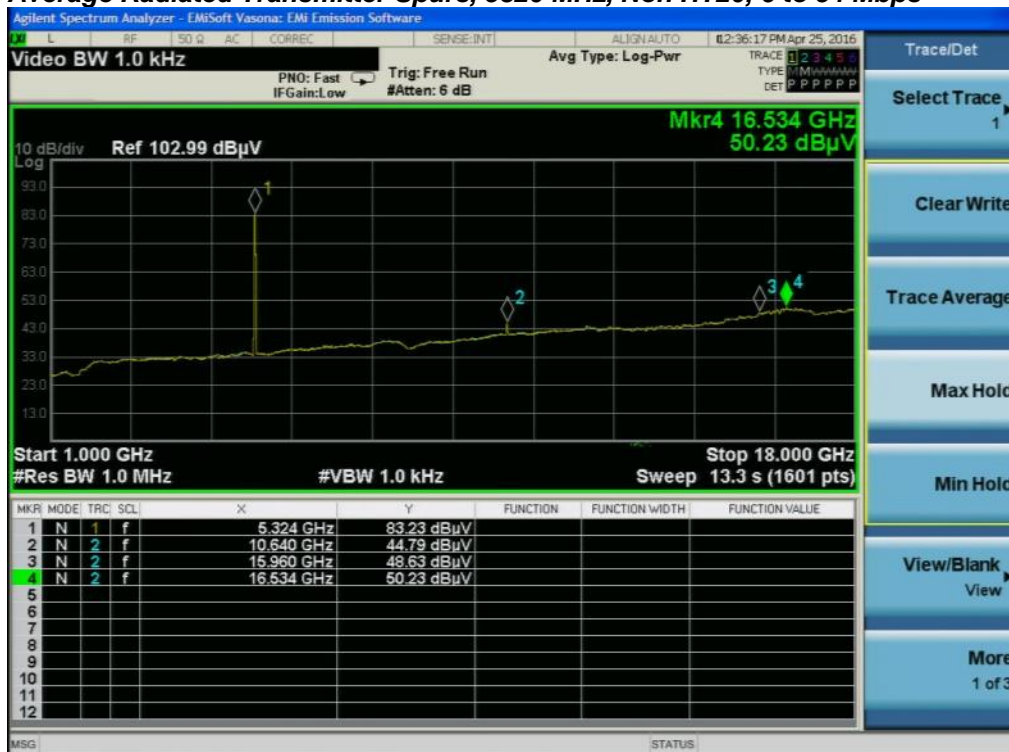 Average Radiated Transmitter Spurs, 5320 MHz, Non HT20, 6 to 54 Mbps
Agilent Spectrum Analyzer - EMiSoft Vasona: EMi Emission Software
LXI L RF 50 Ω AC CORREC SENSE:INT ALIGNAUTO 02:36:17 PM Apr 25, 2016
Video BW 1.0 kHz
PNO: Fast
IFGain:Low
Trig: Free Run
#Atten: 6 dB
Avg Type: Log-Pwr
TRACE 1 2 3 4 5 6
TYPE M M W W W W
DET P P P P P P
Mkr4 16.534 GHz
50.23 dBµV
10 dB/div Ref 102.99 dBµV
Log
93.0
83.0
73.0
63.0
53.0
43.0
33.0
23.0
13.0
1
2
3
4
Start 1.000 GHz
Stop 18.000 GHz
#Res BW 1.0 MHz #VBW 1.0 kHz Sweep 13.3 s (1601 pts)
MKR MODE TRC SCL X Y FUNCTION FUNCTION WIDTH FUNCTION VALUE
1 N 1 f 5.324 GHz 83.23 dBµV
2 N 2 f 10.640 GHz 44.79 dBµV
3 N 2 f 15.960 GHz 48.63 dBµV
4 N 2 f 16.534 GHz 50.23 dBµV
5
6
7
8
9
10
11
12
MSG STATUS
Trace/Det
Select Trace
1
Clear Write
Trace Average
Max Hold
Min Hold
View/Blank
View
More
1 of 3